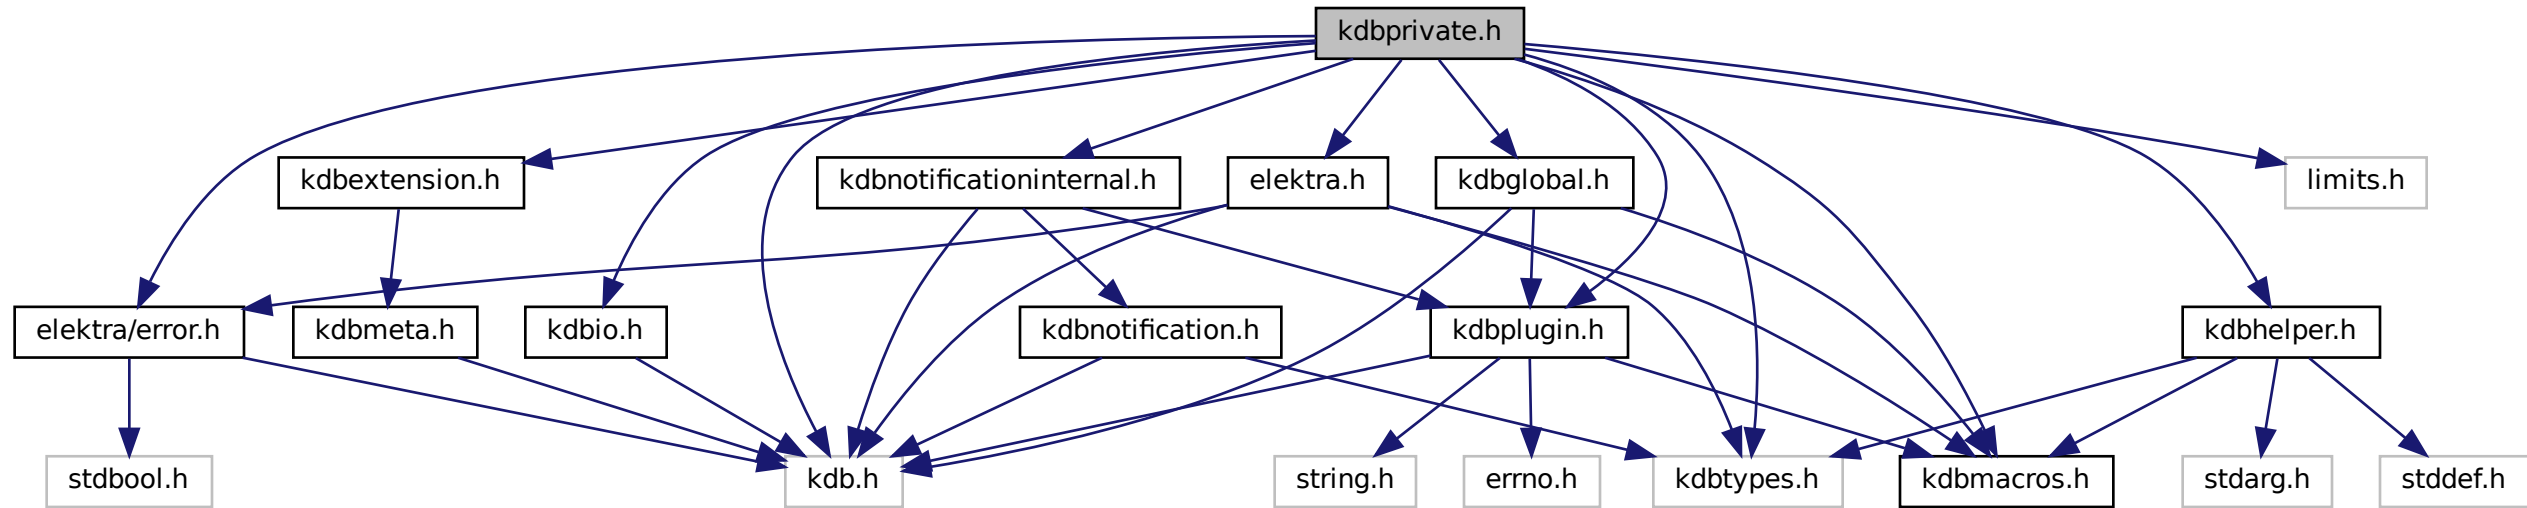 kdbprivate.h
kdbextension.h
kdbnotificationinternal.h
elektra.h
kdbglobal.h
limits.h
elektra/error.h
kdbmeta.h
kdbio.h
kdbnotification.h
kdbplugin.h
kdbhelper.h
stdbool.h
kdb.h
string.h
errno.h
kdbtypes.h
kdbmacros.h
stdarg.h
stddef.h